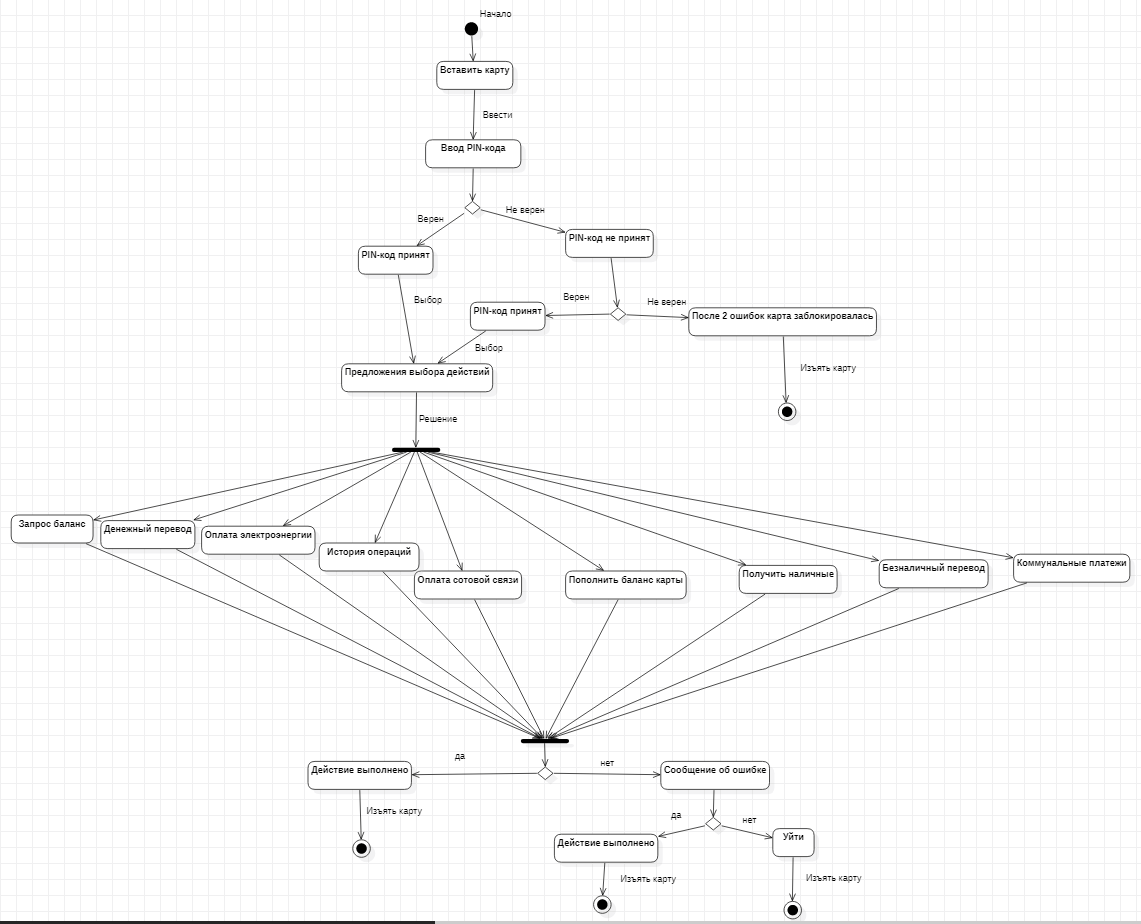 Начало
Вставить карту
Ввести
Ввод PIN-кода
Верен
Не верен
PIN-код не принят
PIN-код принят
Выбор
Верен
Не верен
PIN-код принят
После 2 ошибок карта заблокировалась
Выбор
Изъять карту
Предложения выбора действий
Решение
Запрос баланс
Денежный перевод
Оплата электроэнергии
История операций
Оплата сотовой связи
Пополнить баланс карты
Получить наличные
Безналичный перевод
Коммунальные платежи
да
нет
Действие выполнено
Сообщение об ошибке
Изъять карту
да
нет
Действие выполнено
Уйти
Изъять карту
Изъять карту